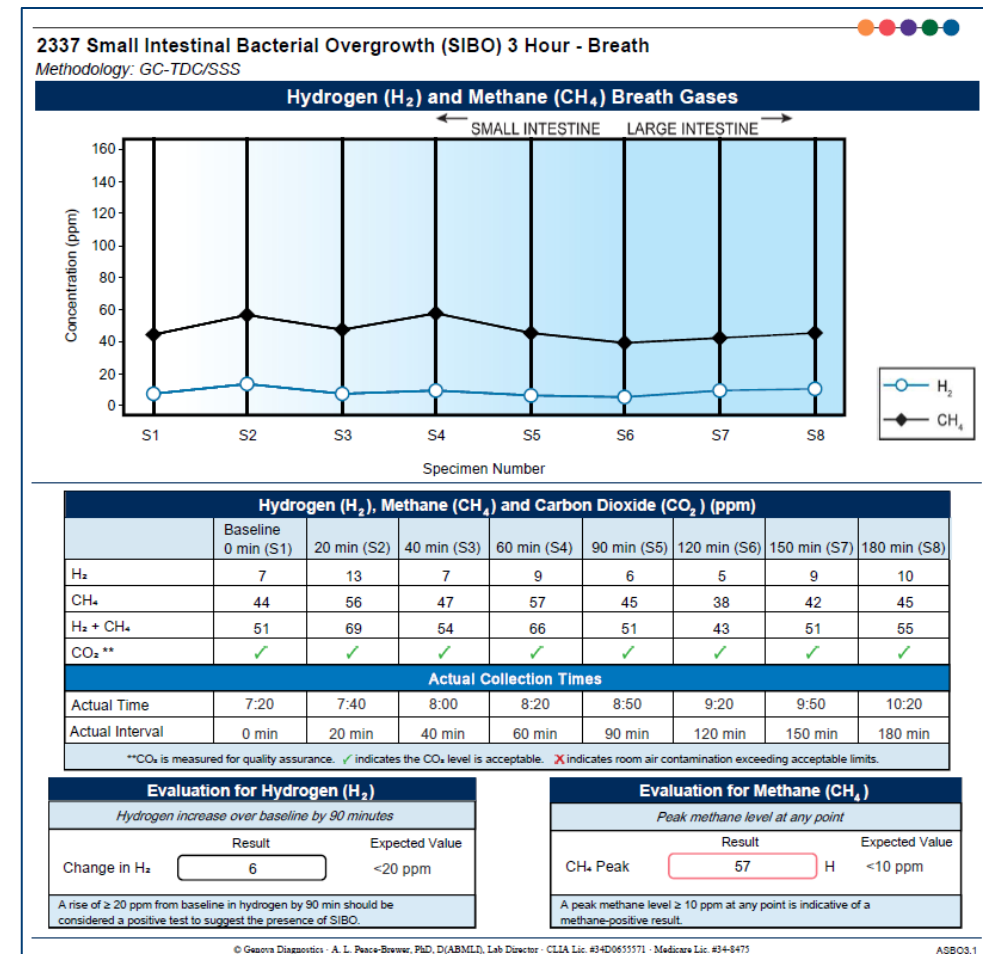 2337 Small Intestinal Bacterial Overgrowth (SIBO) 3 Hour - Breath
Methodology: GC-TDC/SSS
Hydrogen (H₂) and Methane (CH₄) Breath Gases
SMALL INTESTINE LARGE INTESTINE
Concentration (ppm)
160
140
120
100
80
60
40
20
0
S1 S2 S3 S4 S5 S6 S7 S8
Specimen Number
H₂
CH₄
Hydrogen (H₂), Methane (CH₄) and Carbon Dioxide (CO₂ ) (ppm)
Baseline
0 min (S1) 20 min (S2) 40 min (S3) 60 min (S4) 90 min (S5) 120 min (S6) 150 min (S7) 180 min (S8)
H₂ 7 13 7 9 6 5 9 10
CH₄ 44 56 47 57 45 38 42 45
H₂ + CH₄ 51 69 54 66 51 43 51 55
CO₂ ** ✓ ✓ ✓ ✓ ✓ ✓ ✓ ✓
Actual Collection Times
Actual Time 7:20 7:40 8:00 8:20 8:50 9:20 9:50 10:20
Actual Interval 0 min 20 min 40 min 60 min 90 min 120 min 150 min 180 min
**CO₂ is measured for quality assurance. ✓ indicates the CO₂ level is acceptable. ✗ indicates room air contamination exceeding acceptable limits.
Evaluation for Hydrogen (H₂)
Hydrogen increase over baseline by 90 minutes
Result Expected Value
Change in H₂ 6 <20 ppm
A rise of ≥ 20 ppm from baseline in hydrogen by 90 min should be
considered a positive test to suggest the presence of SIBO.
Evaluation for Methane (CH₄ )
Peak methane level at any point
Result Expected Value
CH₄ Peak 57 H <10 ppm
A peak methane level ≥ 10 ppm at any point is indicative of a
methane-positive result.
© Genova Diagnostics · A. L. Peace-Brewer, PhD, D(ABMLI), Lab Director · CLIA Lic. #34D0655571 · Medicare Lic. #34-8475
ASBO3.1